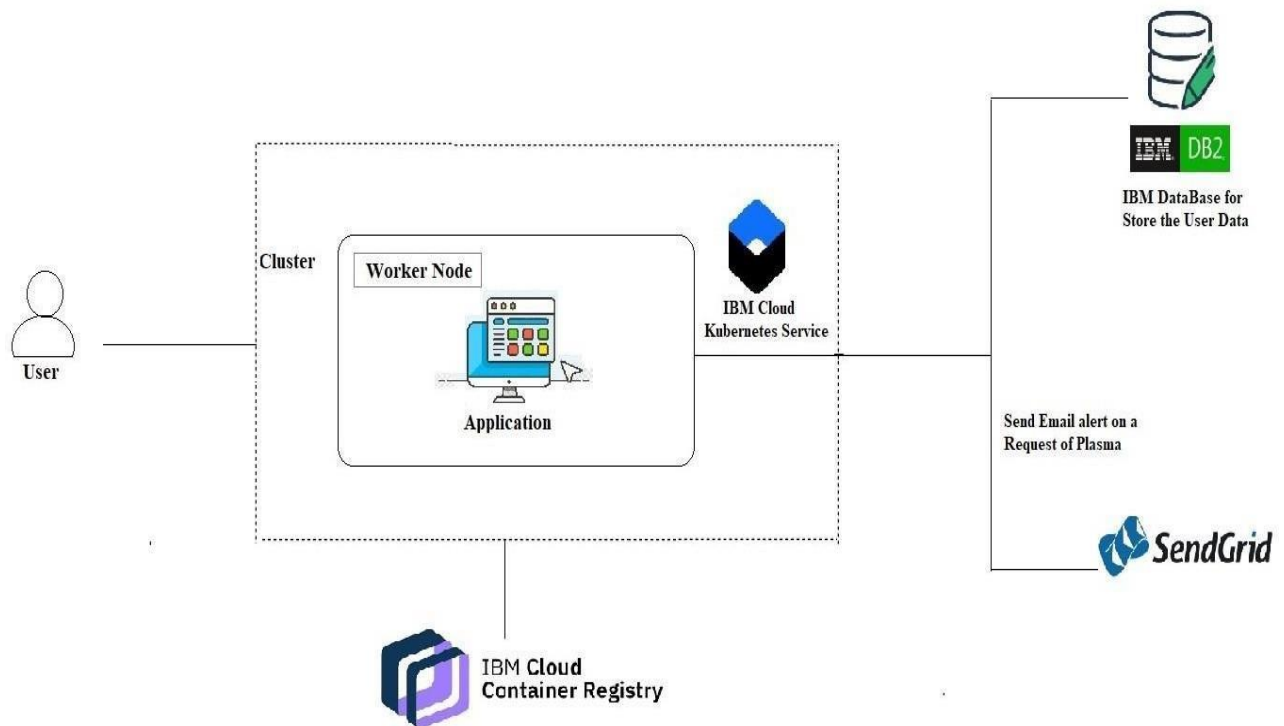 IBM DB2
IBM DataBase for
Store the User Data
Cluster
Worker Node
IBM Cloud
Kubernetes Service
User
Application
Send Email alert on a
Request of Plasma
SendGrid
IBM Cloud
Container Registry